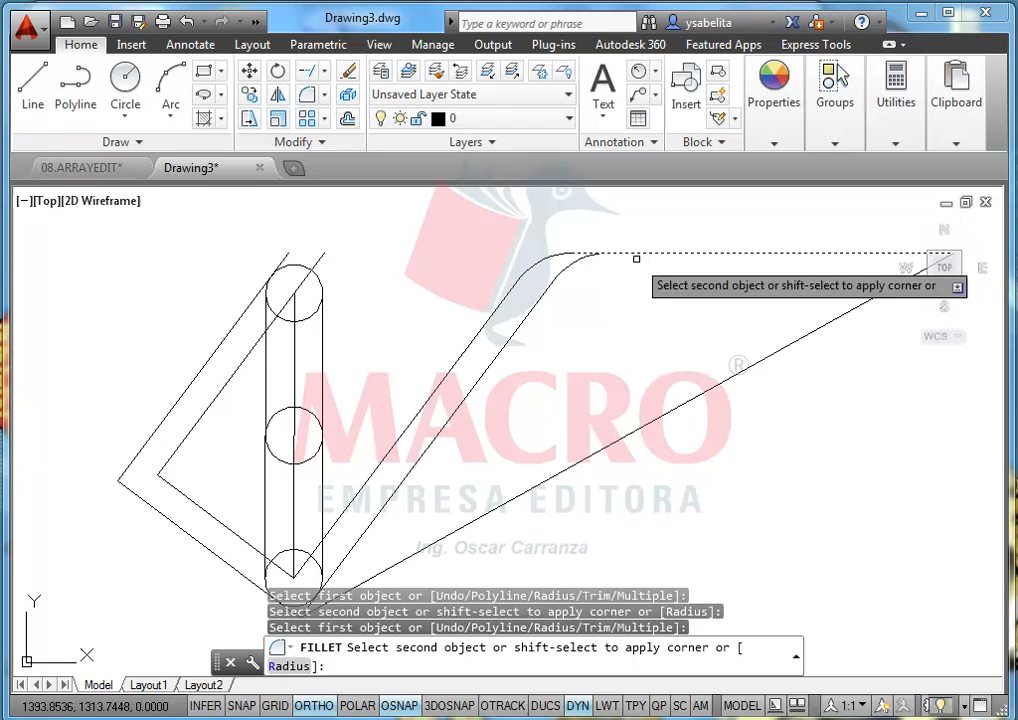 Drawing3.dwg
Type a keyword or phrase
ysabelita
Home Insert Annotate Layout Parametric View Manage Output Plug-ins Autodesk 360 Featured Apps Express Tools
Line Polyline Circle Arc
Unsaved Layer State
0
Text Insert Properties Groups Utilities Clipboard
Draw Modify Layers Annotation Block
08.ARRAYEDIT* Drawing3*
[−][Top][2D Wireframe]
N
W TOP E
S
WCS
Select second object or shift-select to apply corner or
MACRO ®
EMPRESA EDITORA
Ing. Oscar Carranza
Select first object or [Undo/Polyline/Radius/Trim/Multiple]:
Select second object or shift-select to apply corner or [Radius]:
Select first object or [Undo/Polyline/Radius/Trim/Multiple]:
FILLET Select second object or shift-select to apply corner or [
Radius]:
Y
X
Model Layout1 Layout2
1393.8536, 1313.7448, 0.0000 INFER SNAP GRID ORTHO POLAR OSNAP 3DOSNAP OTRACK DUCS DYN LWT TPY QP SC AM MODEL 1:1